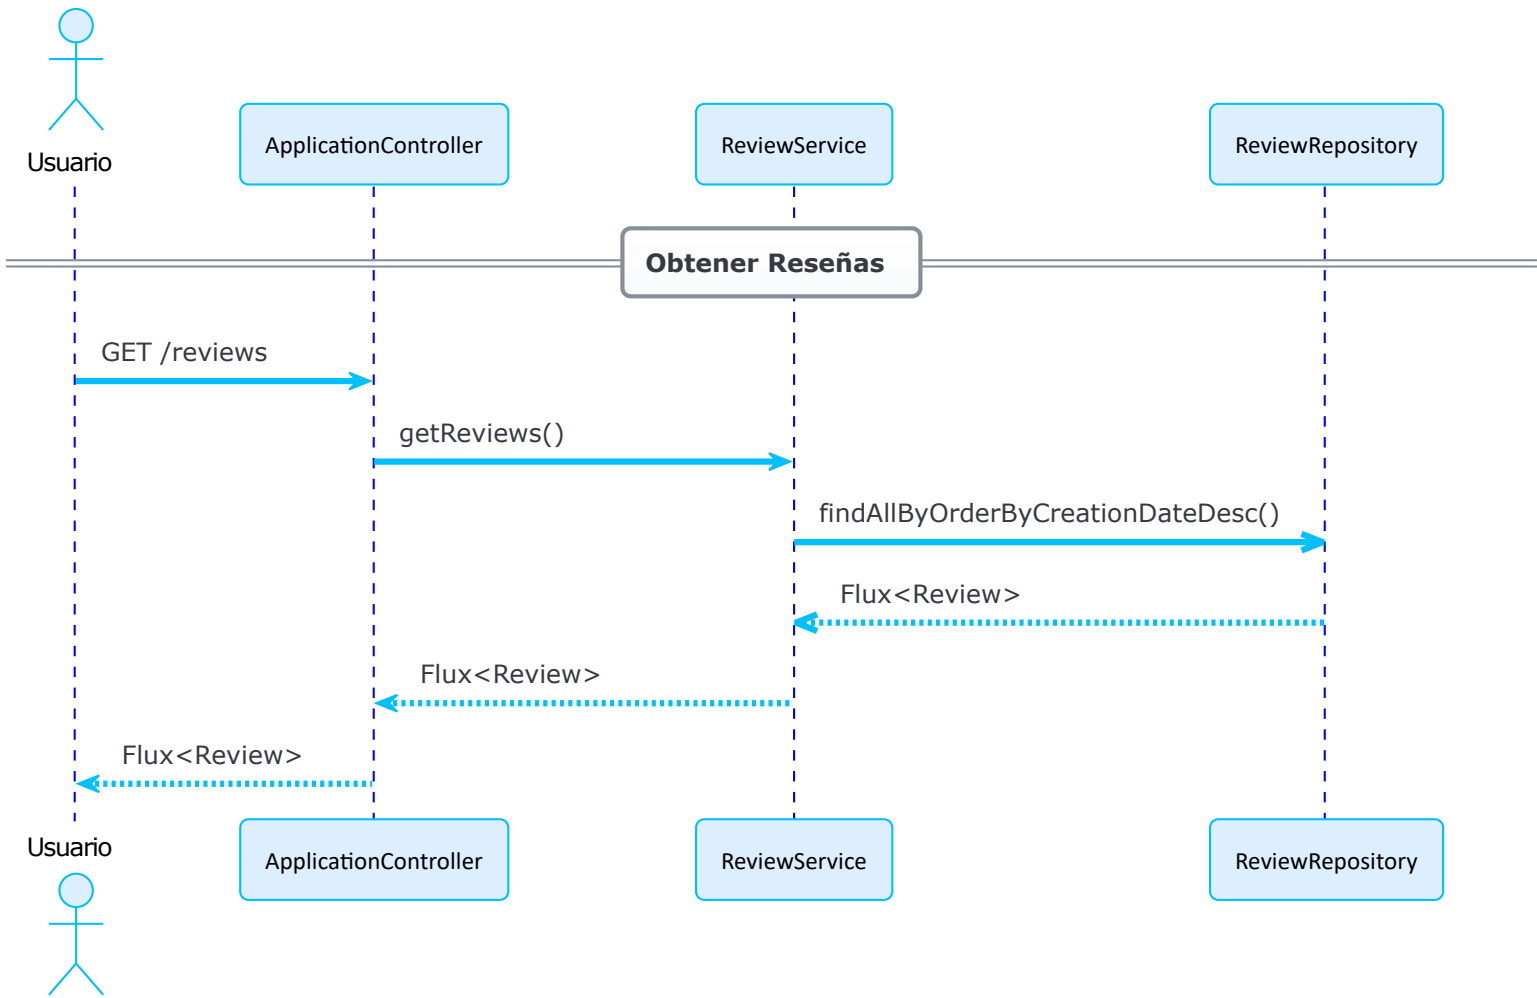 Usuario
ApplicationController
ReviewService
ReviewRepository
Obtener Reseñas
GET /reviews
getReviews()
findAllByOrderByCreationDateDesc()
Flux<Review>
Flux<Review>
Flux<Review>
Usuario
ApplicationController
ReviewService
ReviewRepository